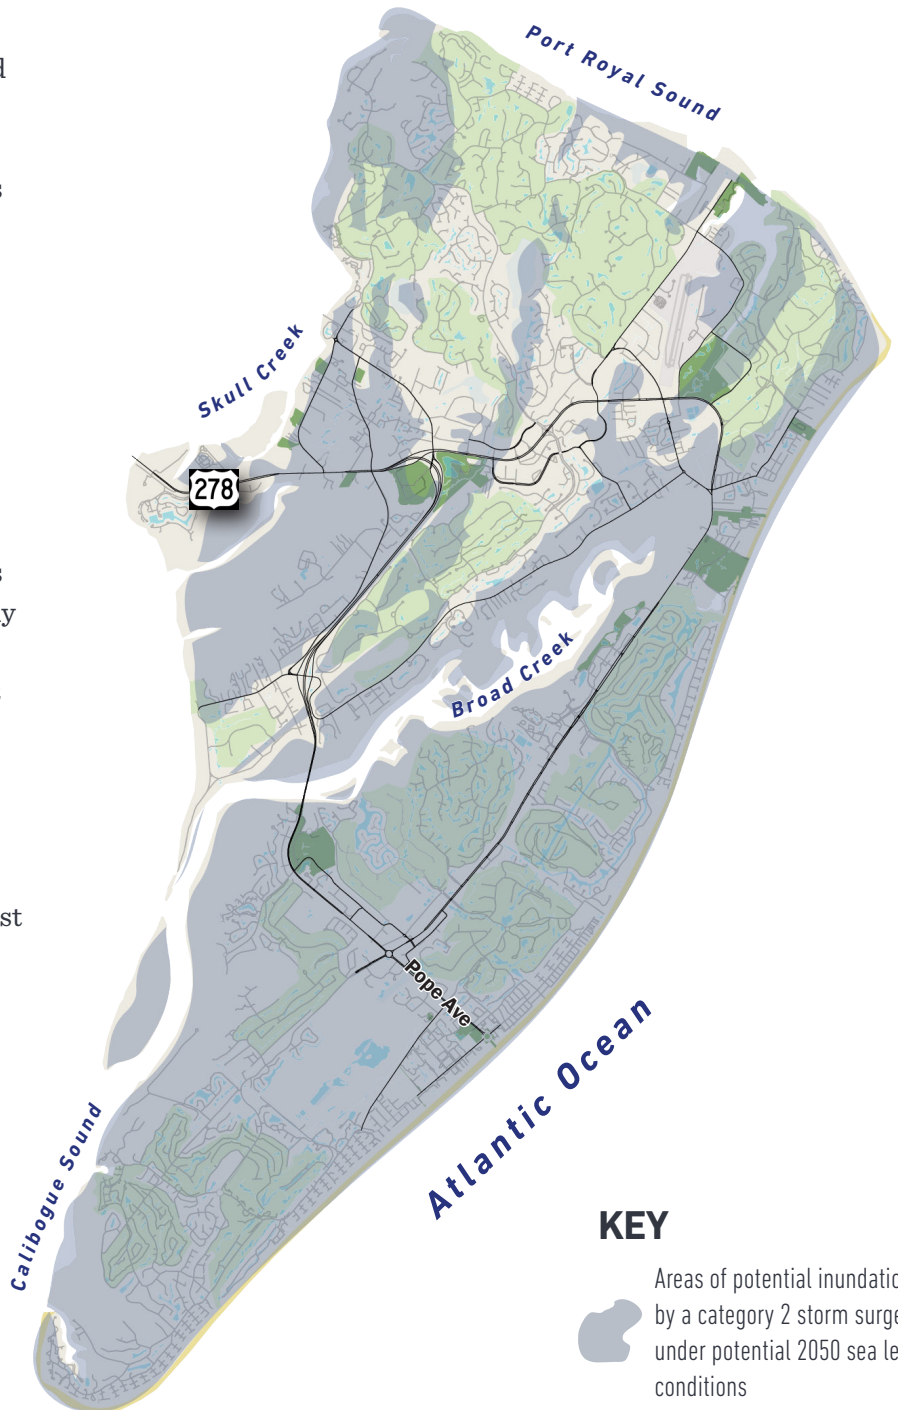 d
s
s
y
st
Port Royal Sound
Skull Creek
278
Broad Creek
Pope Ave
Atlantic Ocean
Calibogue Sound
KEY
Areas of potential inundatio
by a category 2 storm surge
under potential 2050 sea le
conditions